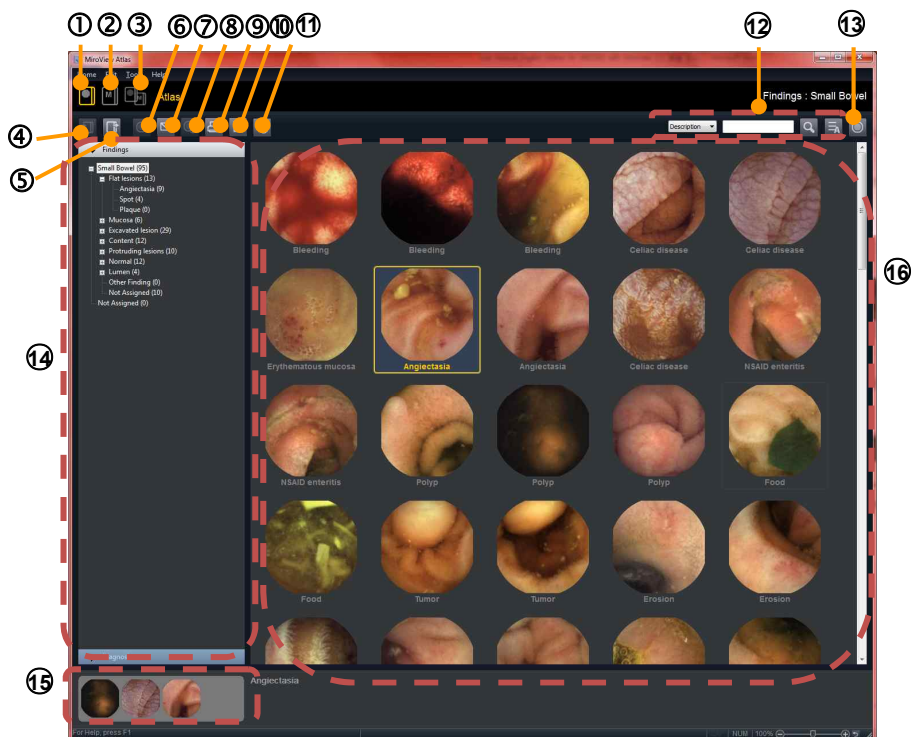 ① ② ③ ⑥ ⑦ ⑧ ⑨ ⑩ ⑪ ⑫ ⑬
MiroView Atlas
Help
Atlas
Findings : Small Bowel
④
M
Description
⑤
Findings
Small Bowel (95)
Flat lesions (13)
Angiectasia (9)
Spot (4)
Plaque (0)
Mucosa (6)
Excavated lesion (29)
Content (12)
Protruding lesions (10)
Normal (12)
Lumen (4)
Other Finding (0)
Not Assigned (10)
Not Assigned (0)
Bleeding Bleeding Bleeding Celiac disease Celiac disease
⑯
Erythematous mucosa Angiectasia Angiectasia Celiac disease NSAID enteritis
⑭
NSAID enteritis Polyp Polyp Polyp Food
Food Tumor Tumor Erosion Erosion
⑮
Angiectasia
For Help, press F1
NUM 100%